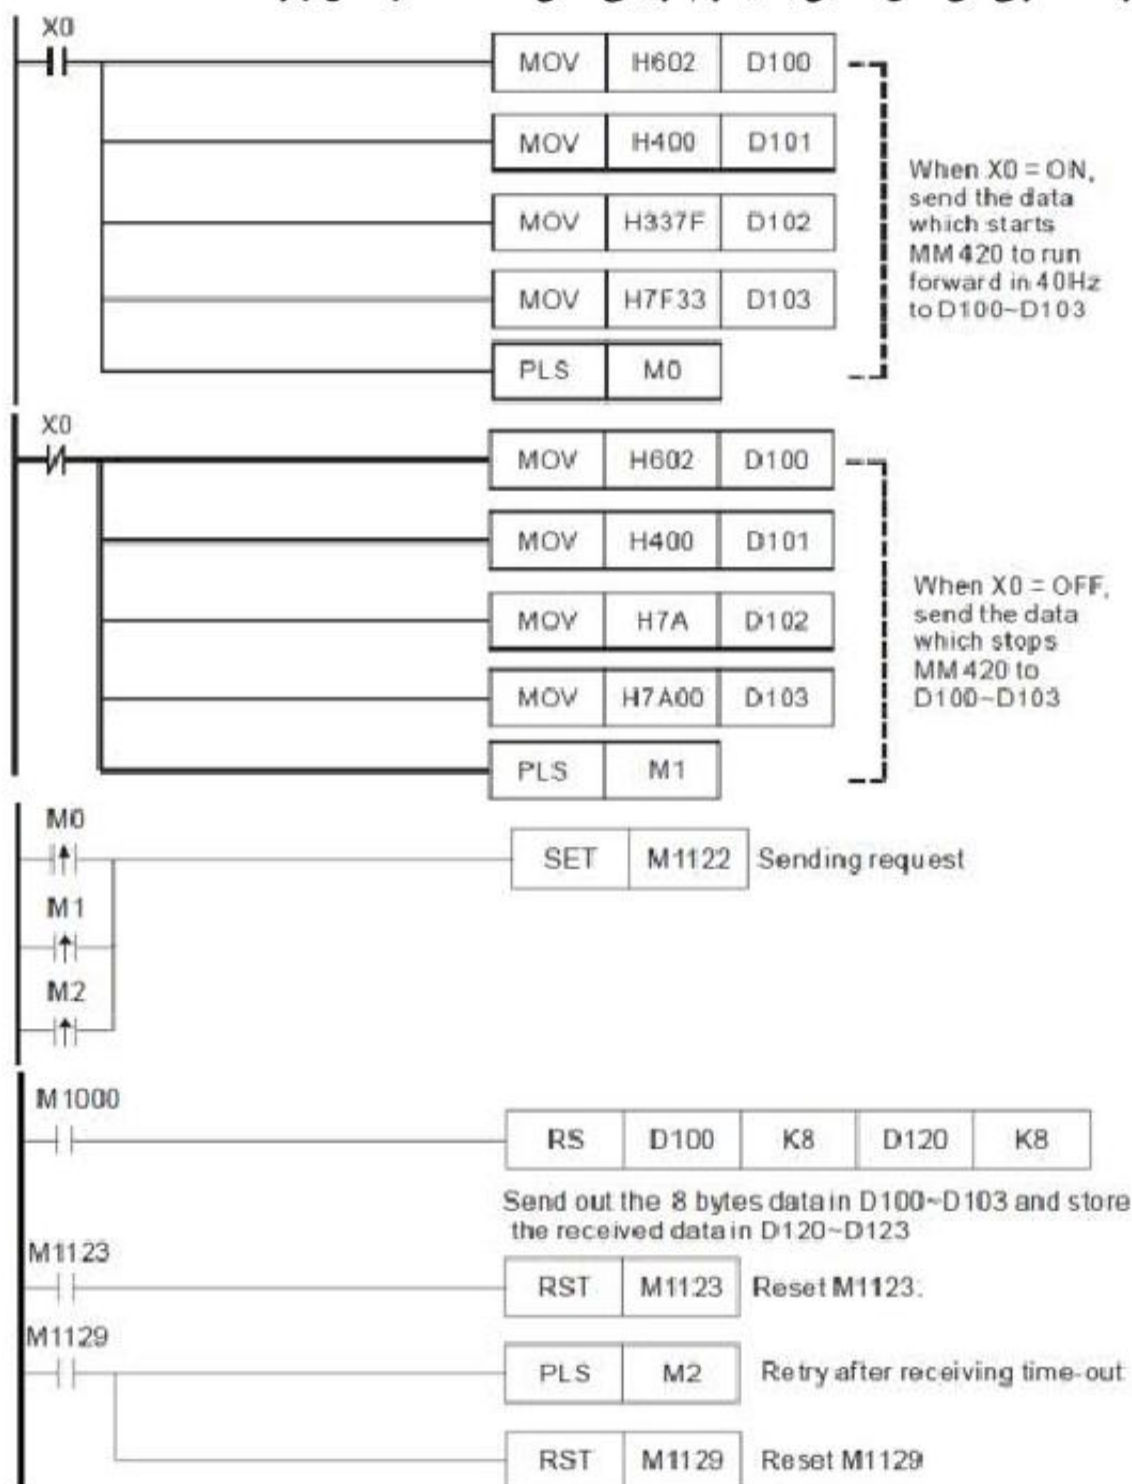 X0
MOV H602 D100
MOV H400 D101
MOV H337F D102
MOV H7F33 D103
PLS M0
When X0 = ON,
send the data
which starts
MM 420 to run
forward in 40Hz
to D100~D103
X0
MOV H602 D100
MOV H400 D101
MOV H7A D102
MOV H7A00 D103
PLS M1
When X0 = OFF,
send the data
which stops
MM 420 to
D100~D103
M0
SET M1122 Sending request
M1
M2
M1000
RS D100 K8 D120 K8
Send out the 8 bytes data in D100~D103 and store
the received data in D120~D123
M1123
RST M1123 Reset M1123.
M1129
PLS M2 Retry after receiving time-out
RST M1129 Reset M1129